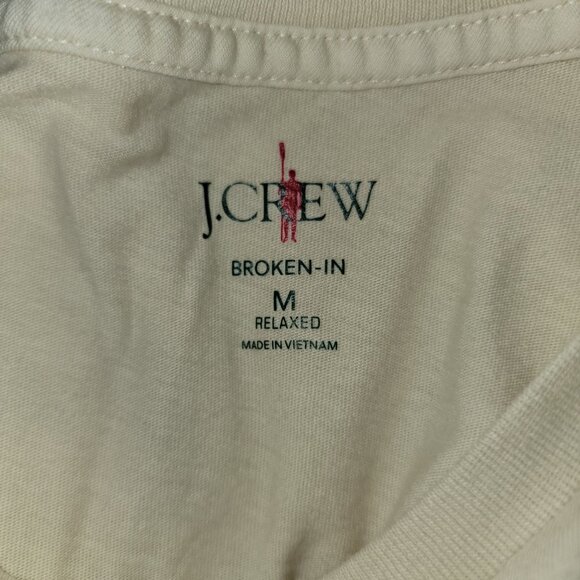 J.CREW
BROKEN-IN
M
RELAXED
MADE IN VIETNAM